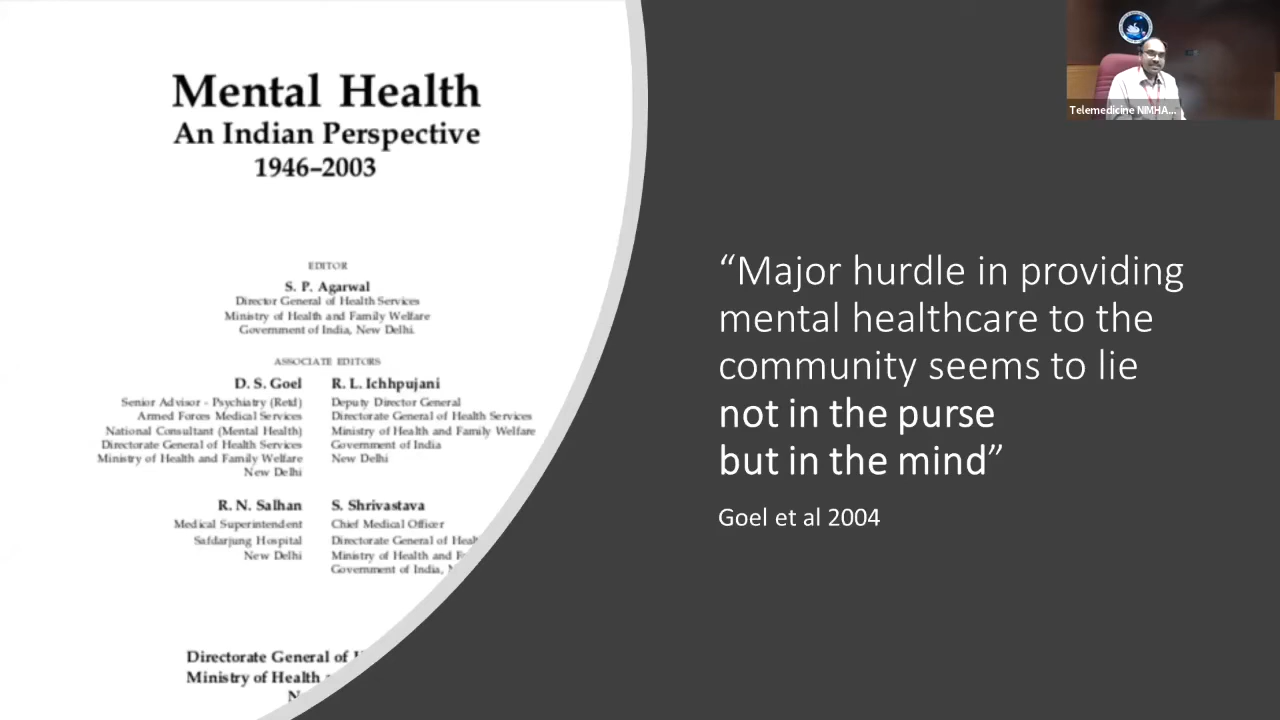 Mental Health
An Indian Perspective
1946–2003
EDITOR
S. P. Agarwal
Director General of Health Services
Ministry of Health and Family Welfare
Government of India, New Delhi.
ASSOCIATE EDITORS
D. S. Goel
Senior Advisor - Psychiatry (Retd)
Armed Forces Medical Services
National Consultant (Mental Health)
Directorate General of Health Services
Ministry of Health and Family Welfare
New Delhi
R. L. Ichhpujani
Deputy Director General
Directorate General of Health Services
Ministry of Health and Family Welfare
Government of India
New Delhi
R. N. Salhan
Medical Superintendent
Safdarjung Hospital
New Delhi
S. Shrivastava
Chief Medical Officer
Directorate General of
Ministry of Health and
Government of India,
Directorate General of
Ministry of Health
“Major hurdle in providing
mental healthcare to the
community seems to lie
not in the purse
but in the mind”
Goel et al 2004
Telemedicine NIMHA...